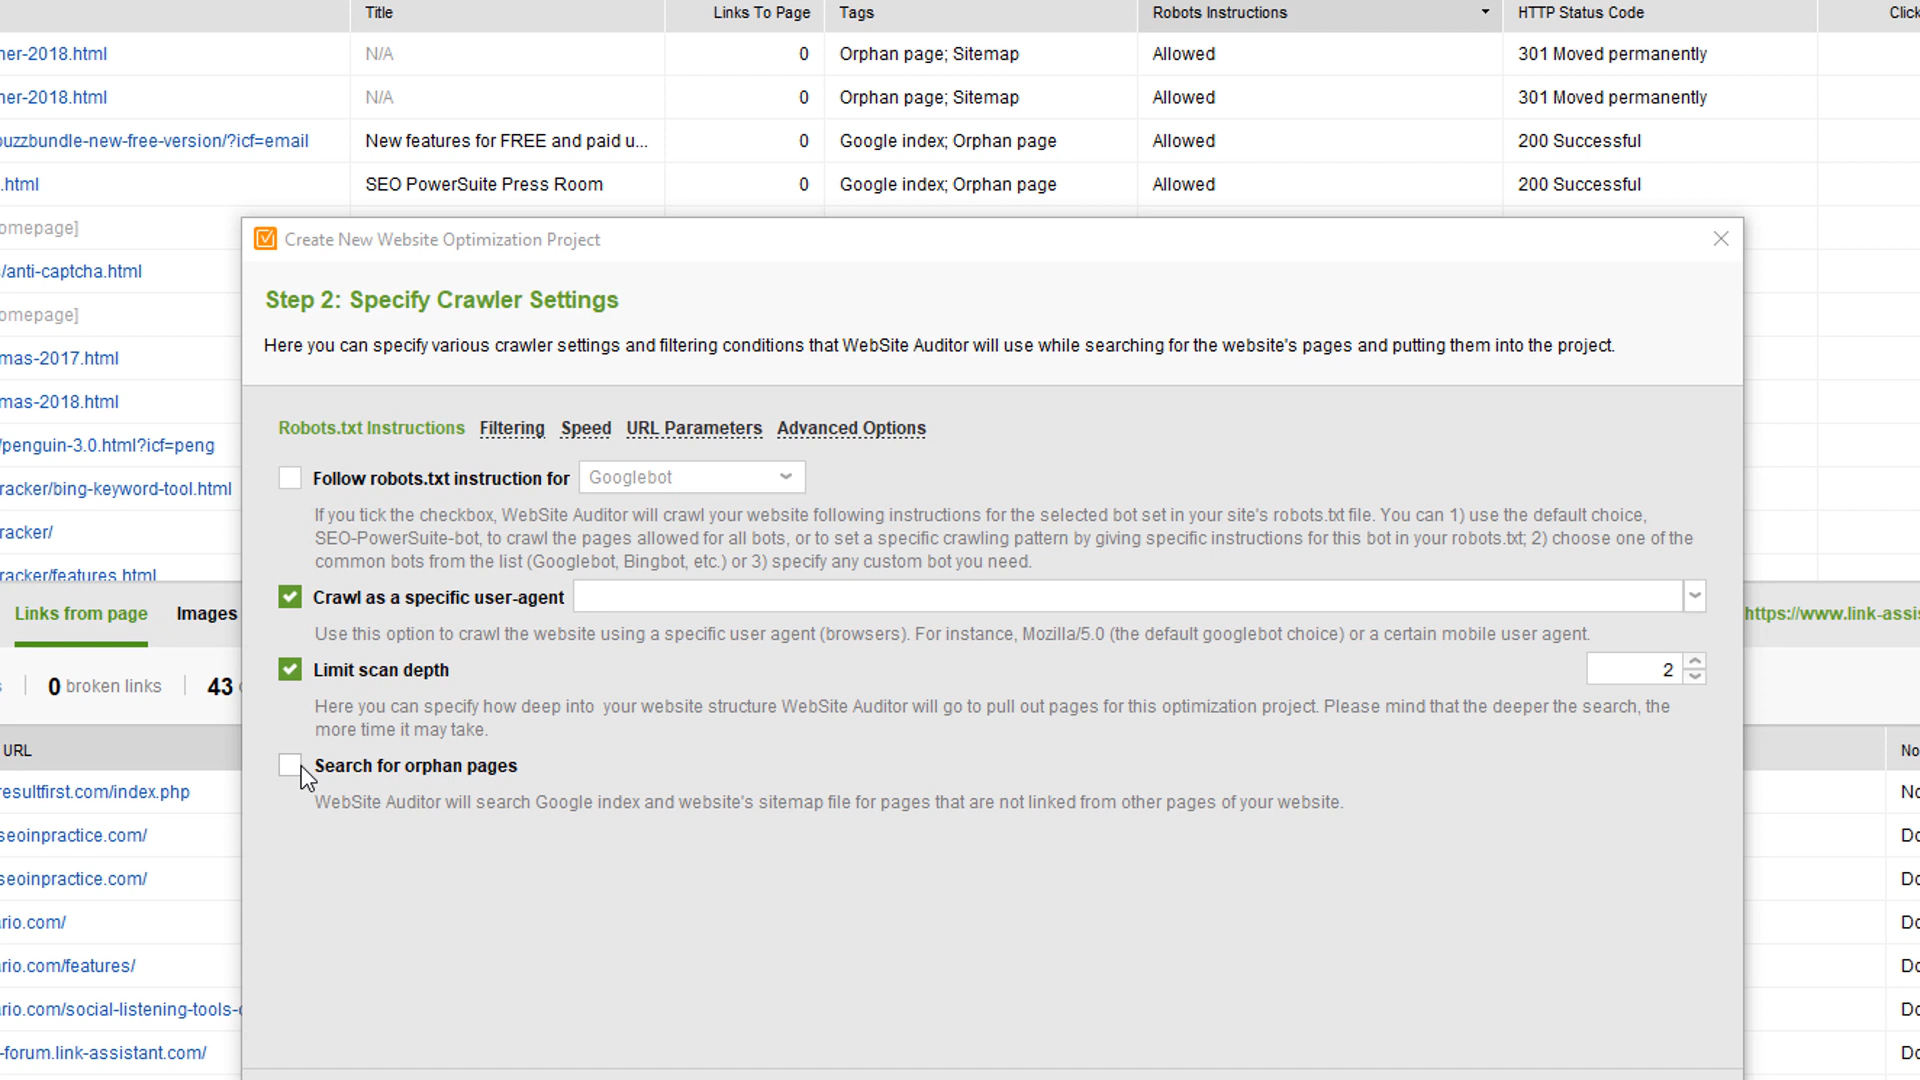 Title Links To Page Tags Robots Instructions HTTP Status Code Click
ner-2018.html N/A 0 Orphan page; Sitemap Allowed 301 Moved permanently
ner-2018.html N/A 0 Orphan page; Sitemap Allowed 301 Moved permanently
buzzbundle-new-free-version/?icf=email New features for FREE and paid u... 0 Google index; Orphan page Allowed 200 Successful
.html SEO PowerSuite Press Room 0 Google index; Orphan page Allowed 200 Successful
omepage]
/anti-captcha.html
omepage]
mas-2017.html
mas-2018.html
/penguin-3.0.html?icf=peng
racker/bing-keyword-tool.html
racker/
racker/features.html
Create New Website Optimization Project
Step 2: Specify Crawler Settings
Here you can specify various crawler settings and filtering conditions that WebSite Auditor will use while searching for the website's pages and putting them into the project.
Robots.txt Instructions Filtering Speed URL Parameters Advanced Options
Follow robots.txt instruction for Googlebot
If you tick the checkbox, WebSite Auditor will crawl your website following instructions for the selected bot set in your site's robots.txt file. You can 1) use the default choice,
SEO-PowerSuite-bot, to crawl the pages allowed for all bots, or to set a specific crawling pattern by giving specific instructions for this bot in your robots.txt; 2) choose one of the
common bots from the list (Googlebot, Bingbot, etc.) or 3) specify any custom bot you need.
Crawl as a specific user-agent
Use this option to crawl the website using a specific user agent (browsers). For instance, Mozilla/5.0 (the default googlebot choice) or a certain mobile user agent.
Limit scan depth 2
Here you can specify how deep into your website structure WebSite Auditor will go to pull out pages for this optimization project. Please mind that the deeper the search, the
more time it may take.
Search for orphan pages
WebSite Auditor will search Google index and website's sitemap file for pages that are not linked from other pages of your website.
Links from page Images https://www.link-assis
0 broken links 43
URL No
resultfirst.com/index.php No
seoinpractice.com/ Do
seoinpractice.com/ Do
rio.com/ Do
rio.com/features/ Do
rio.com/social-listening-tools- Do
-forum.link-assistant.com/ Do